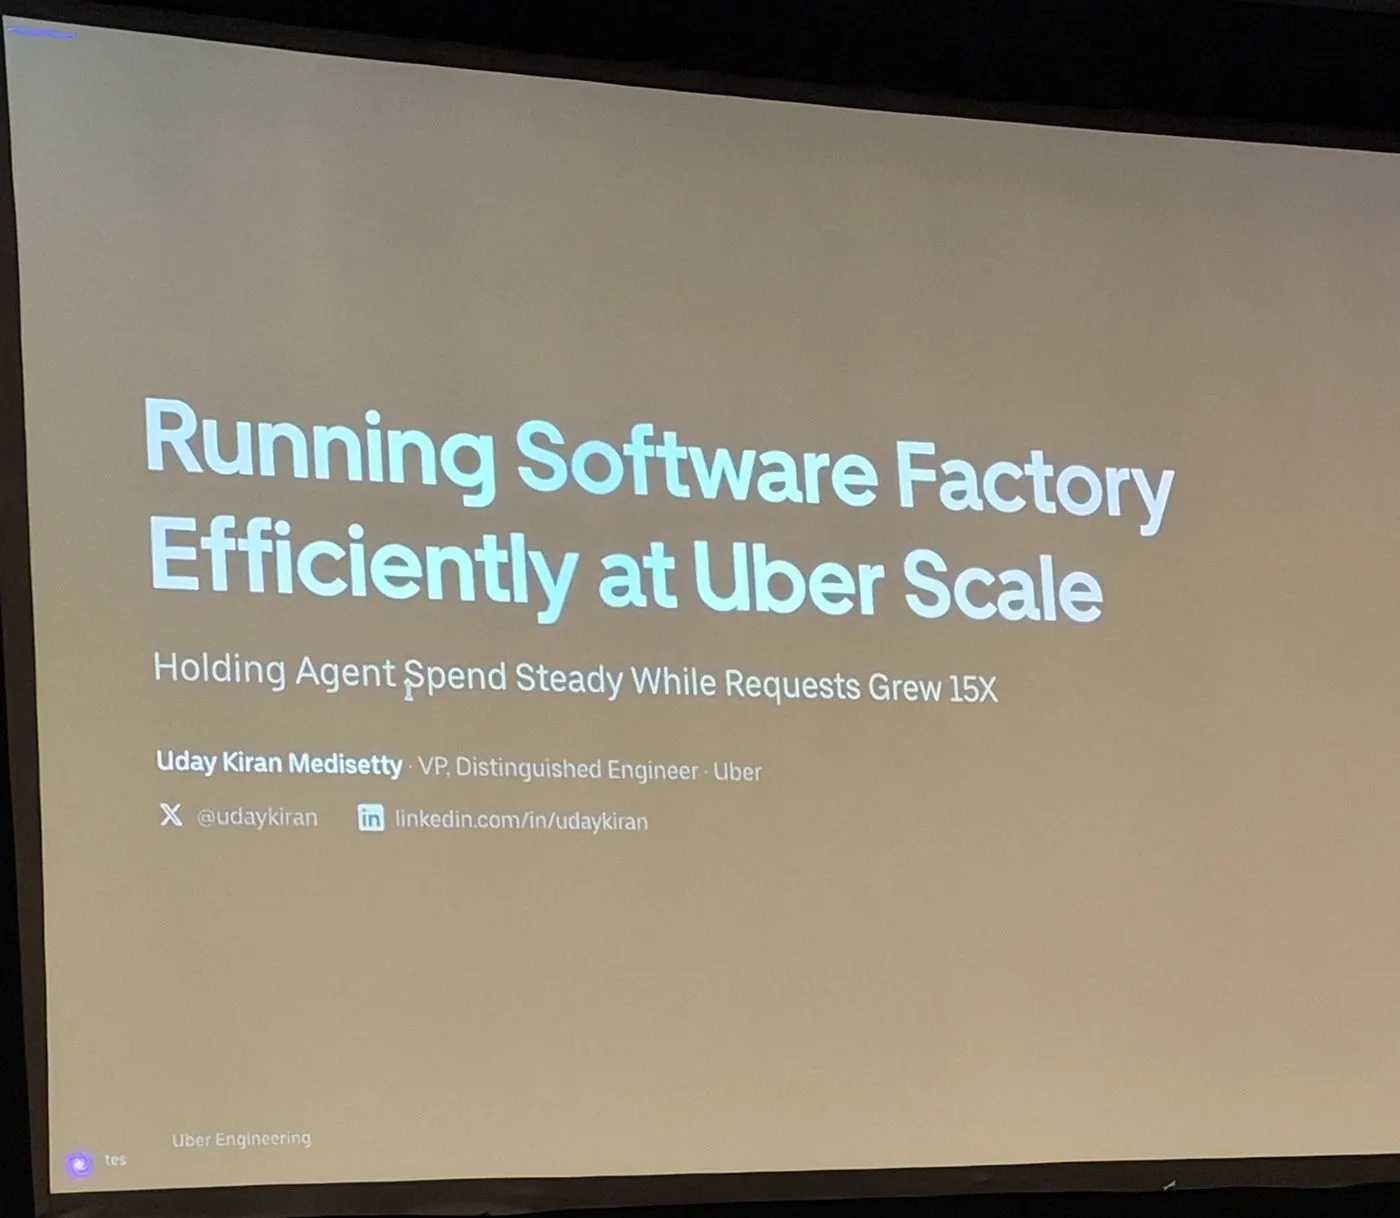 Running Software Factory
Efficiently at Uber Scale
Holding Agent Spend Steady While Requests Grew 15X
Uday Kiran Medisetty · VP, Distinguished Engineer · Uber
X @udaykiran in linkedin.com/in/udaykiran
Uber Engineering
tes